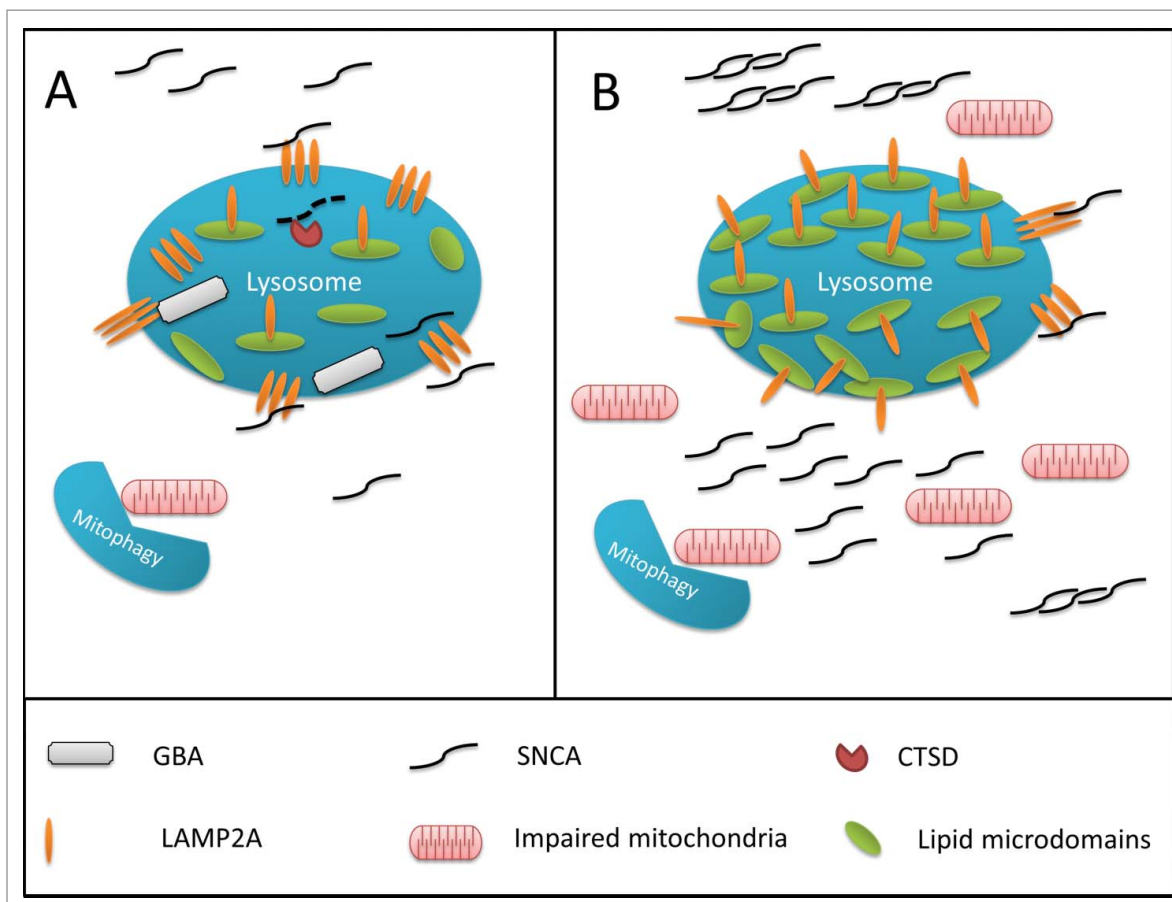 A
B
Lysosome
Lysosome
Mitophagy
Mitophagy
GBA
SNCA
CTSD
LAMP2A
Impaired mitochondria
Lipid microdomains